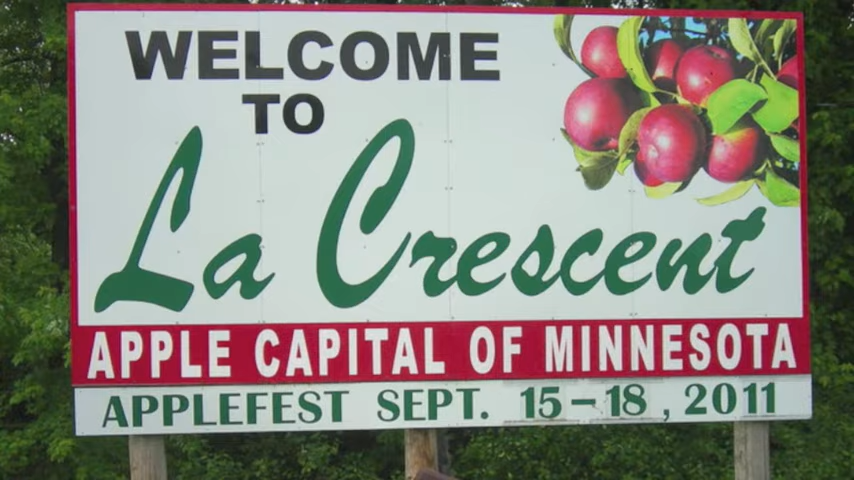 WELCOME
TO
La Crescent
APPLE CAPITAL OF MINNESOTA
APPLEFEST SEPT. 15-18, 2011